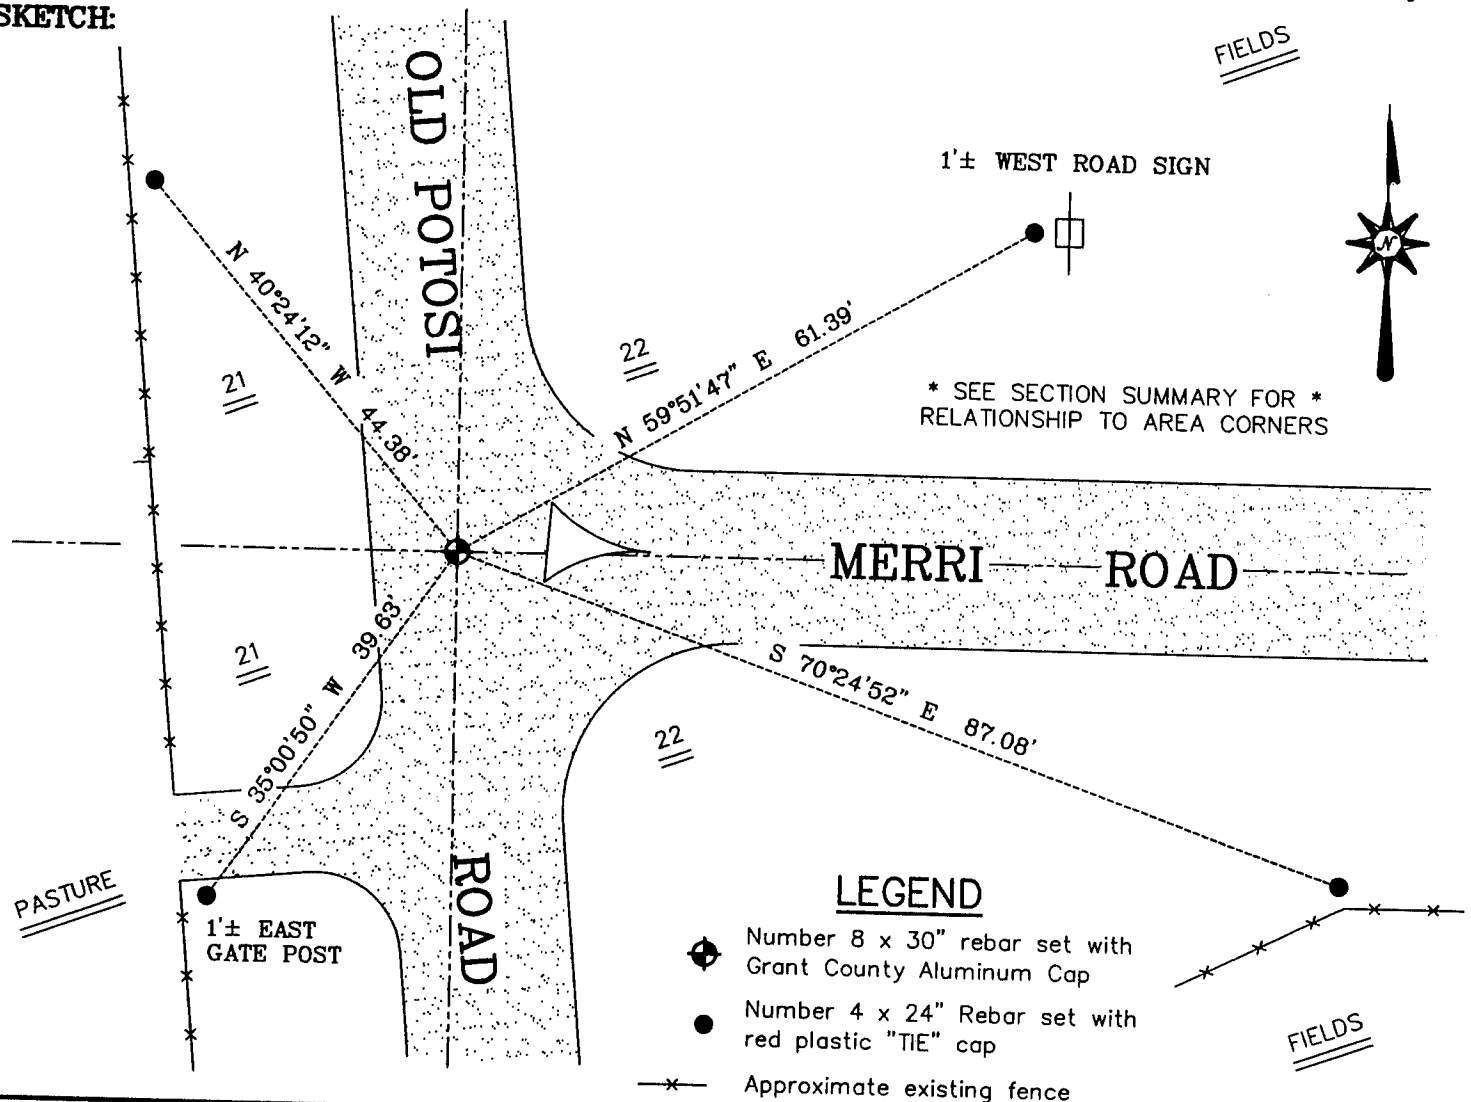 SKETCH:
FIELDS
OLD POTOSI
1'± WEST ROAD SIGN
N
N 40°24'12" W 44.38'
N 59°51'47" E 61.39'
21
22
* SEE SECTION SUMMARY FOR *
RELATIONSHIP TO AREA CORNERS
MERRI ROAD
S 35°00'50" W 39.63'
S 70°24'52" E 87.08'
21
22
PASTURE
1'± EAST
GATE POST
ROAD
LEGEND
Number 8 x 30" rebar set with
Grant County Aluminum Cap
Number 4 x 24" Rebar set with
red plastic "TIE" cap
Approximate existing fence
FIELDS